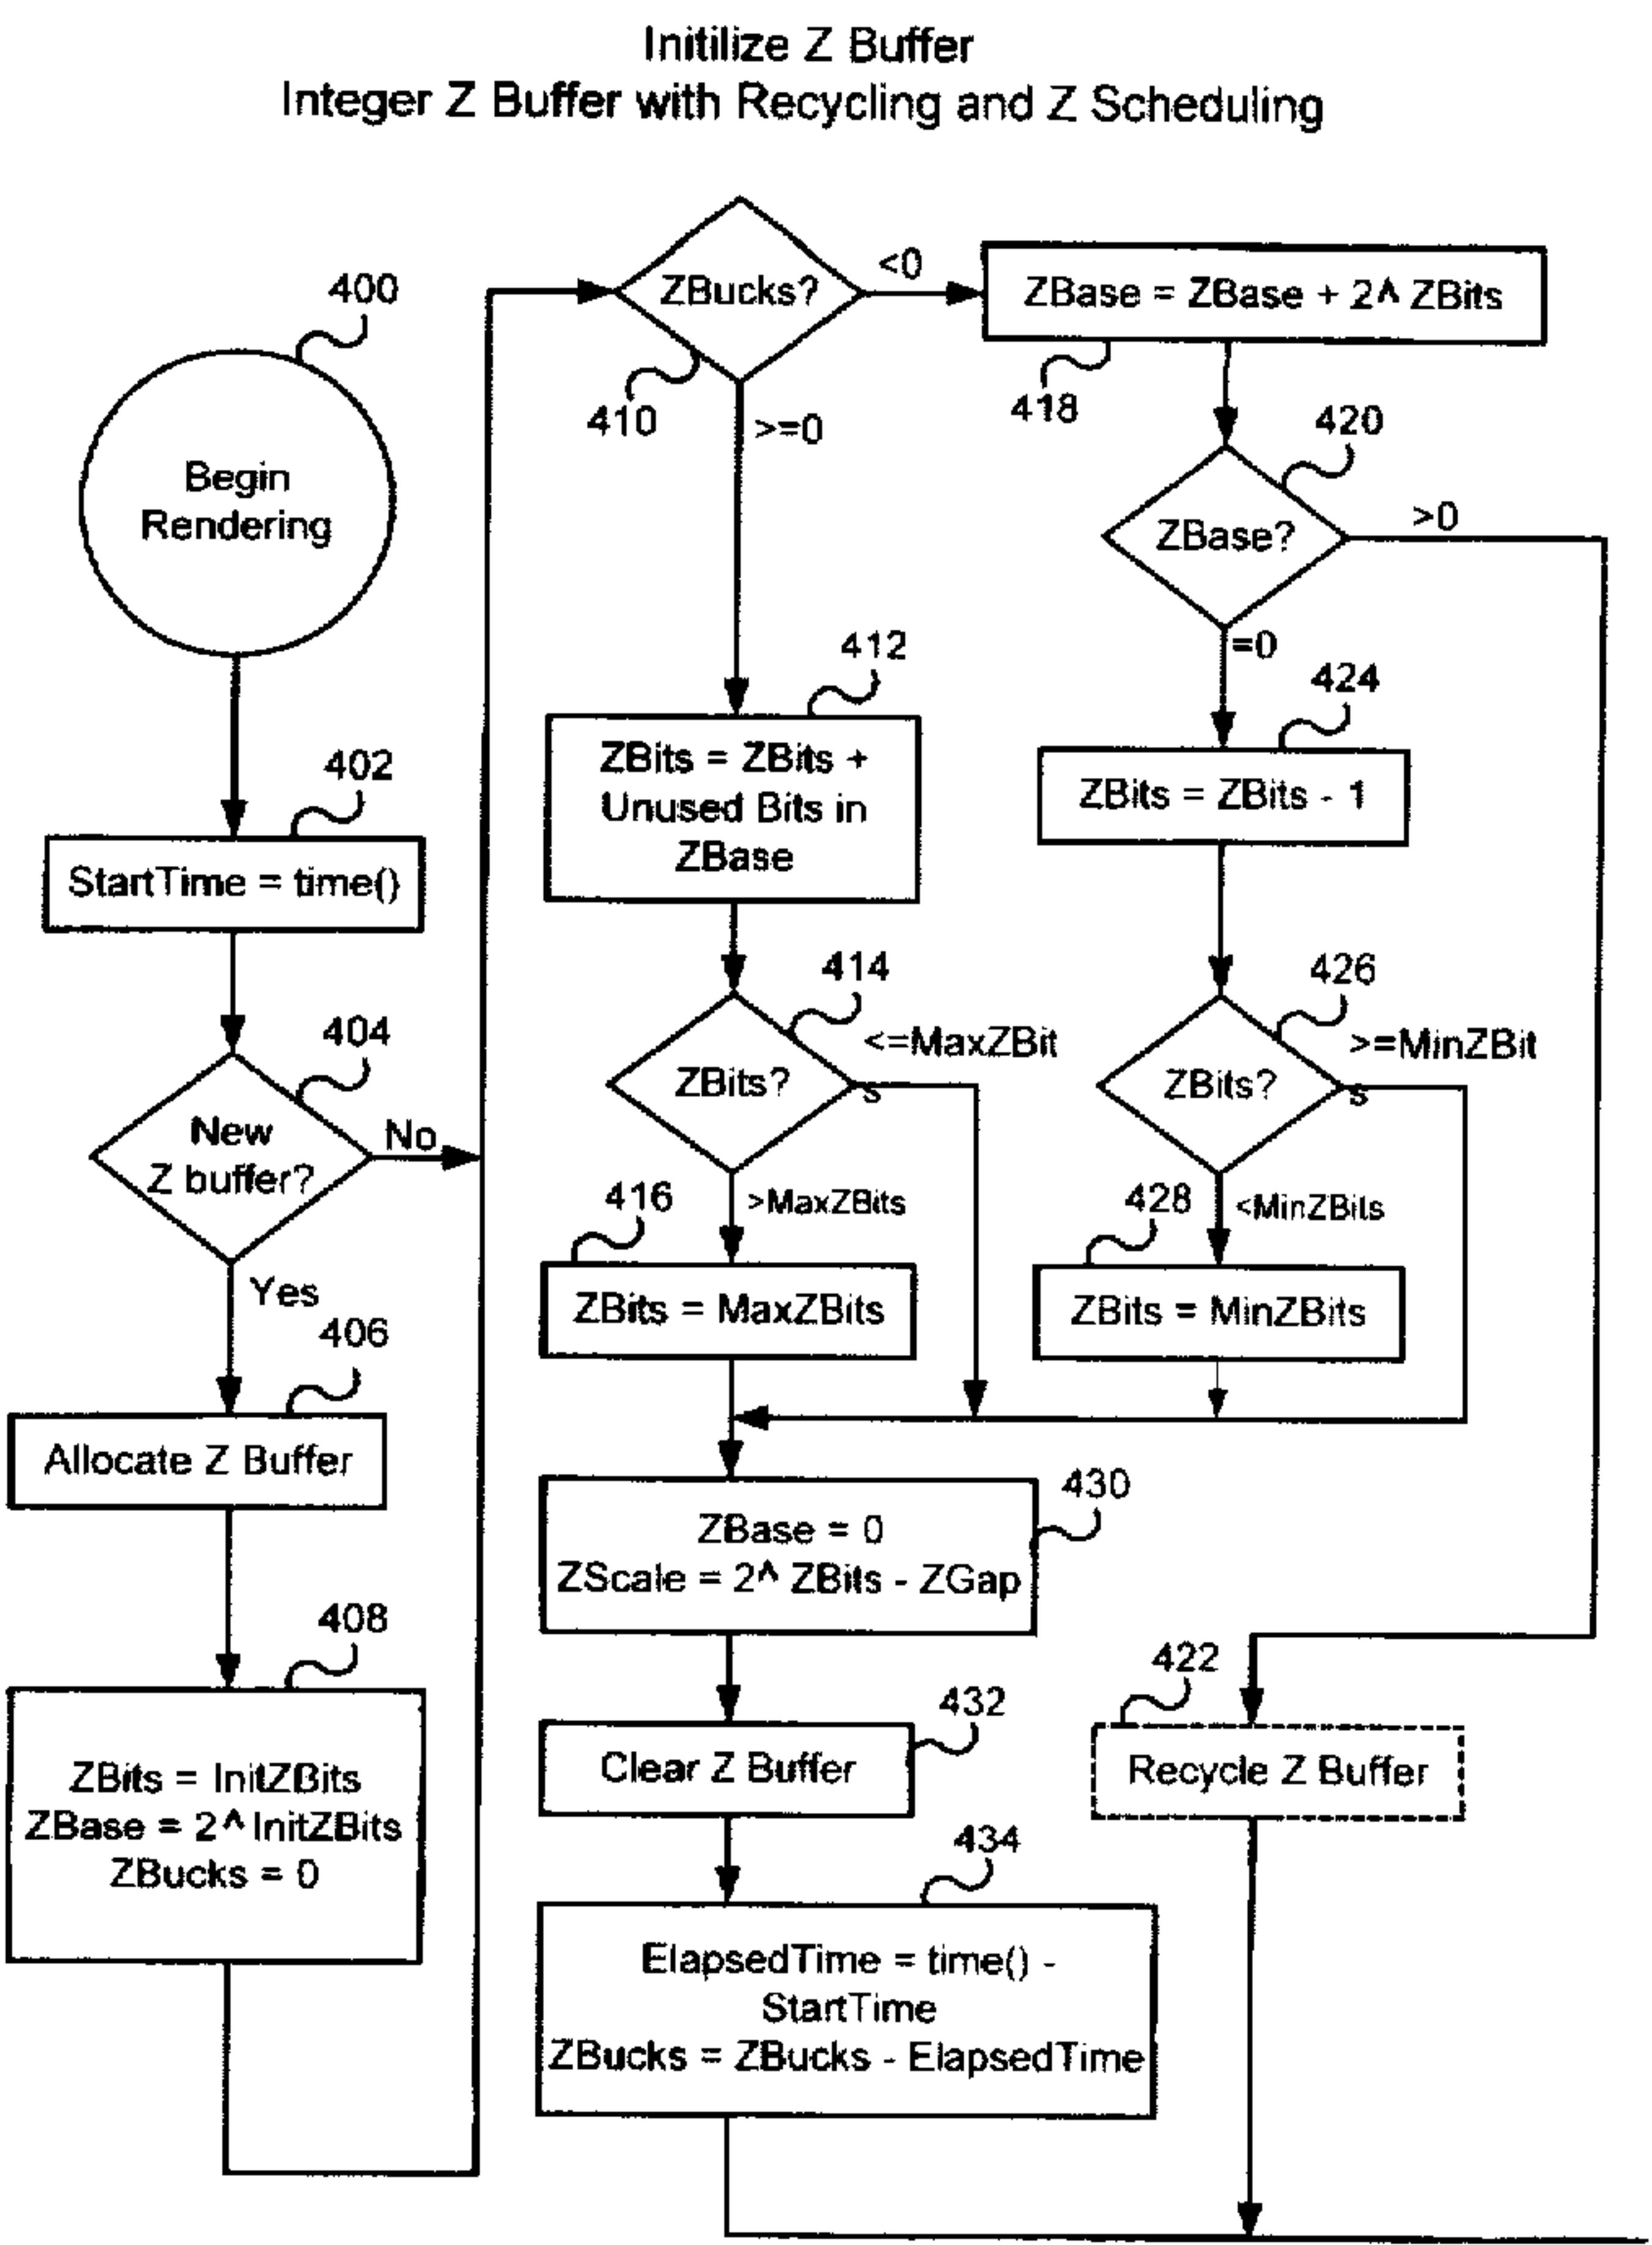 Initilize Z Buffer
Integer Z Buffer with Recycling and Z Scheduling
400
Begin
Rendering
402
StartTime = time()
404
New
Z buffer?
No
Yes
406
Allocate Z Buffer
408
ZBits = InitZBits
ZBase = 2^InitZBits
ZBucks = 0
ZBucks?
<0
410
>=0
412
ZBits = ZBits +
Unused Bits in
ZBase
414
<=MaxZBit
s
ZBits?
>MaxZBits
416
ZBits = MaxZBits
ZBase = ZBase + 2^ ZBits
418
420
ZBase?
>0
=0
424
ZBits = ZBits - 1
426
>=MinZBit
s
ZBits?
<MinZBits
428
ZBits = MinZBits
430
ZBase = 0
ZScale = 2^ ZBits - ZGap
432
Clear Z Buffer
422
Recycle Z Buffer
434
ElapsedTime = time() -
StartTime
ZBucks = ZBucks - ElapsedTime